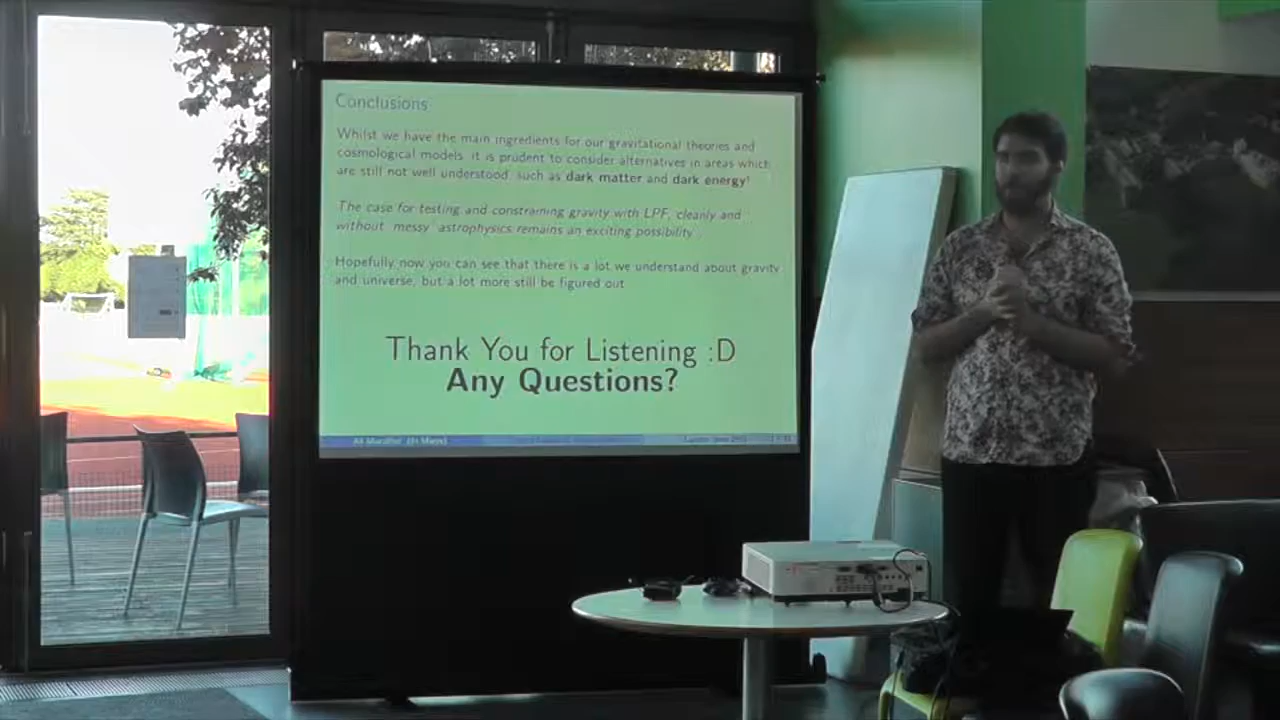 Conclusions
Whilst we have the main ingredients for our gravitational theories and
cosmological models, it is prudent to consider alternatives in areas which
are still not well understood, such as dark matter and dark energy!
The case for testing and constraining gravity with LPF, cleanly and
without "messy" astrophysics remains an exciting possibility.
Hopefully now you can see that there is a lot we understand about gravity
and universe, but a lot more still be figured out
Thank You for Listening :D
Any Questions?